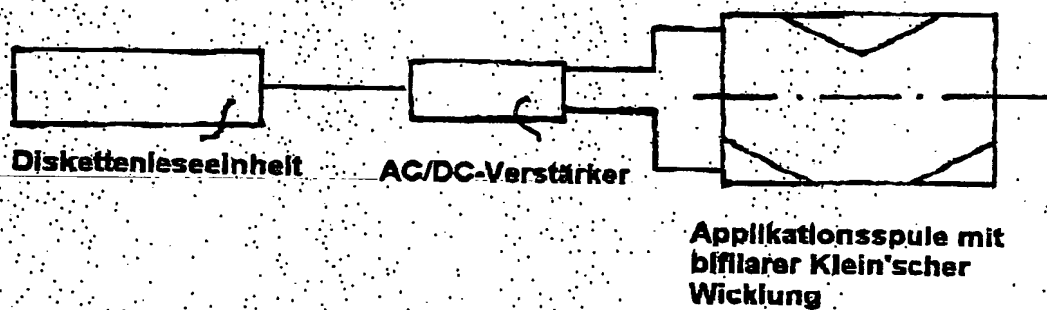 Diskettenleseeinheit
AC/DC-Verstärker
Applikationsspule mit
bifilarer Klein'scher
Wicklung